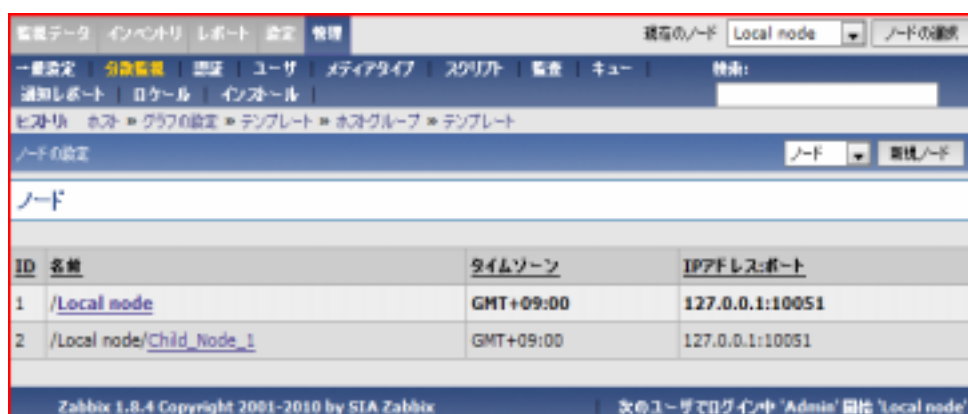 監視データ インベントリ レポート 設定 管理 現在のノード Local node ノードの選択
一般設定 | 分散監視 | 認証 | ユーザ | メディアタイプ | スクリプト | 監査 | キュー | 検索:
通知レポート | ロケール | インストール |
ヒストリ: ホスト » グラフの設定 » テンプレート » ホストグループ » テンプレート
ノードの設定 ノード 新規ノード
ノード
ID 名前 タイムゾーン IPアドレス:ポート
1 /Local node GMT+09:00 127.0.0.1:10051
2 /Local node/Child_Node_1 GMT+09:00 127.0.0.1:10051
Zabbix 1.8.4 Copyright 2001-2010 by SIA Zabbix | 次のユーザでログイン中 'Admin' 開始 'Local node'